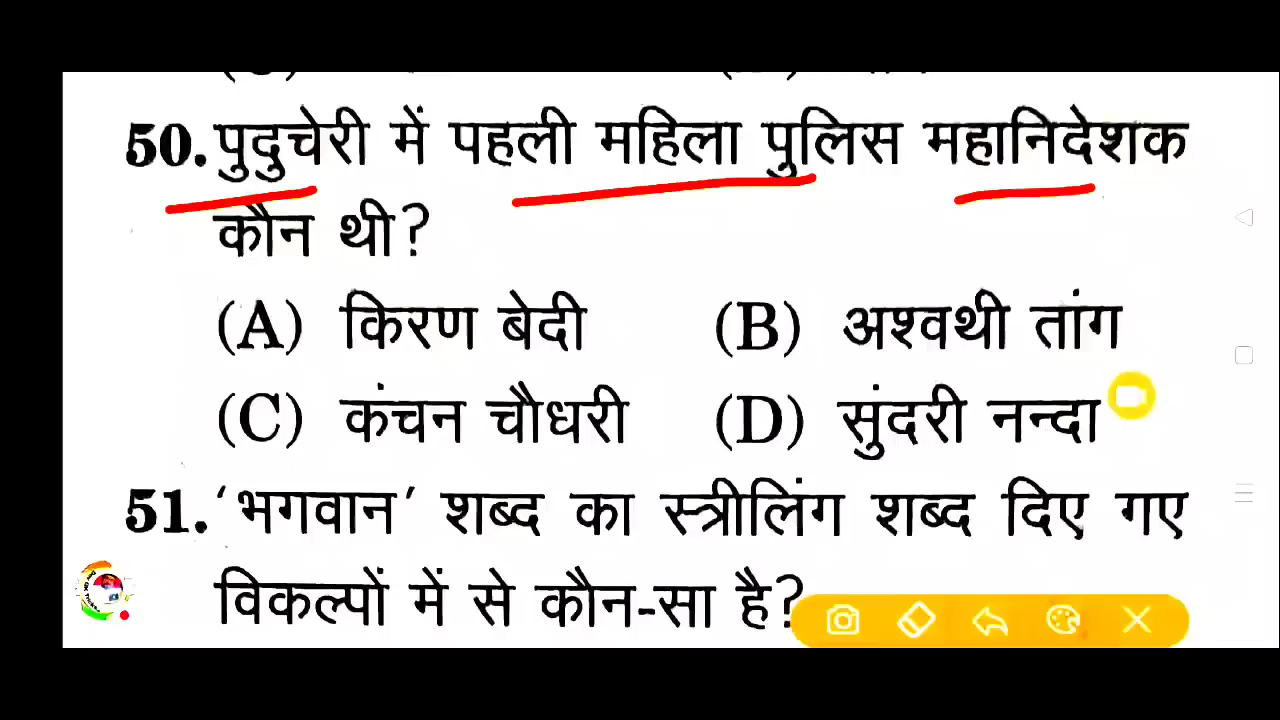 50. पुदुचेरी में पहली महिला पुलिस महानिदेशक
कौन थी?
(A) किरण बेदी (B) अश्वथी तांग
(C) कंचन चौधरी (D) सुंदरी नन्दा
51. ‘भगवान’ शब्द का स्त्रीलिंग शब्द दिए गए
विकल्पों में से कौन-सा है?